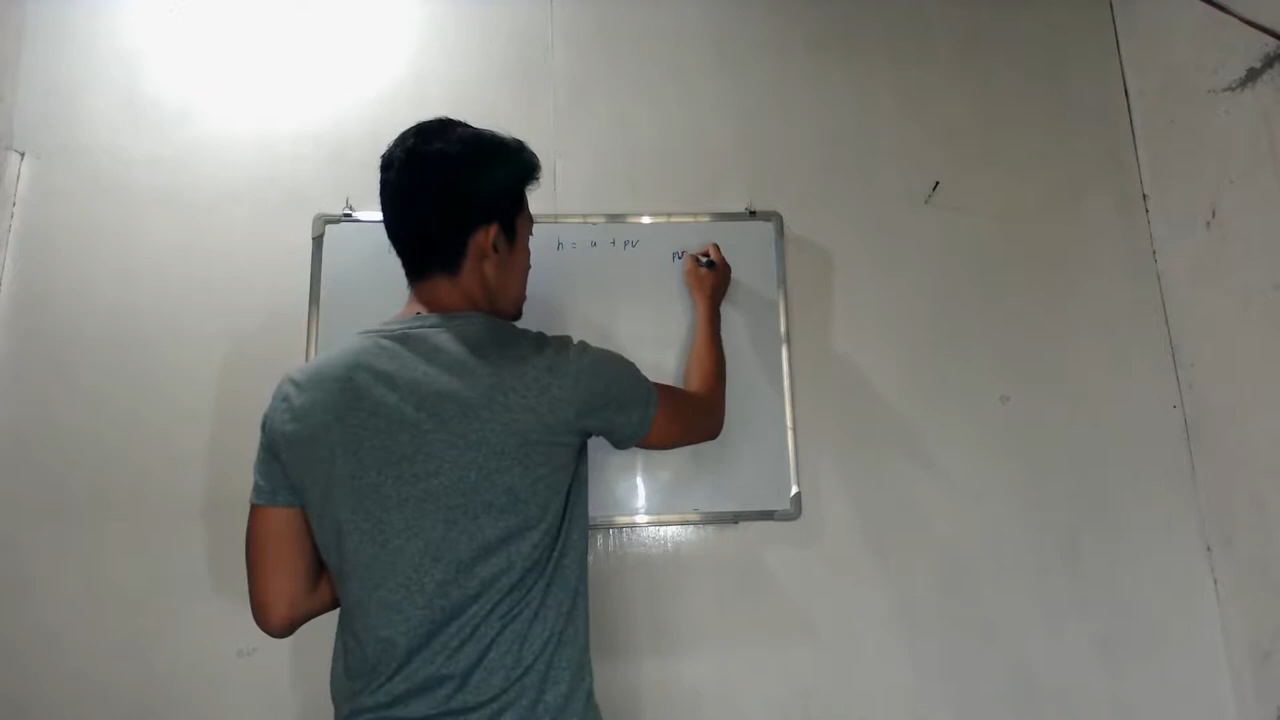 h = u + pv
pv